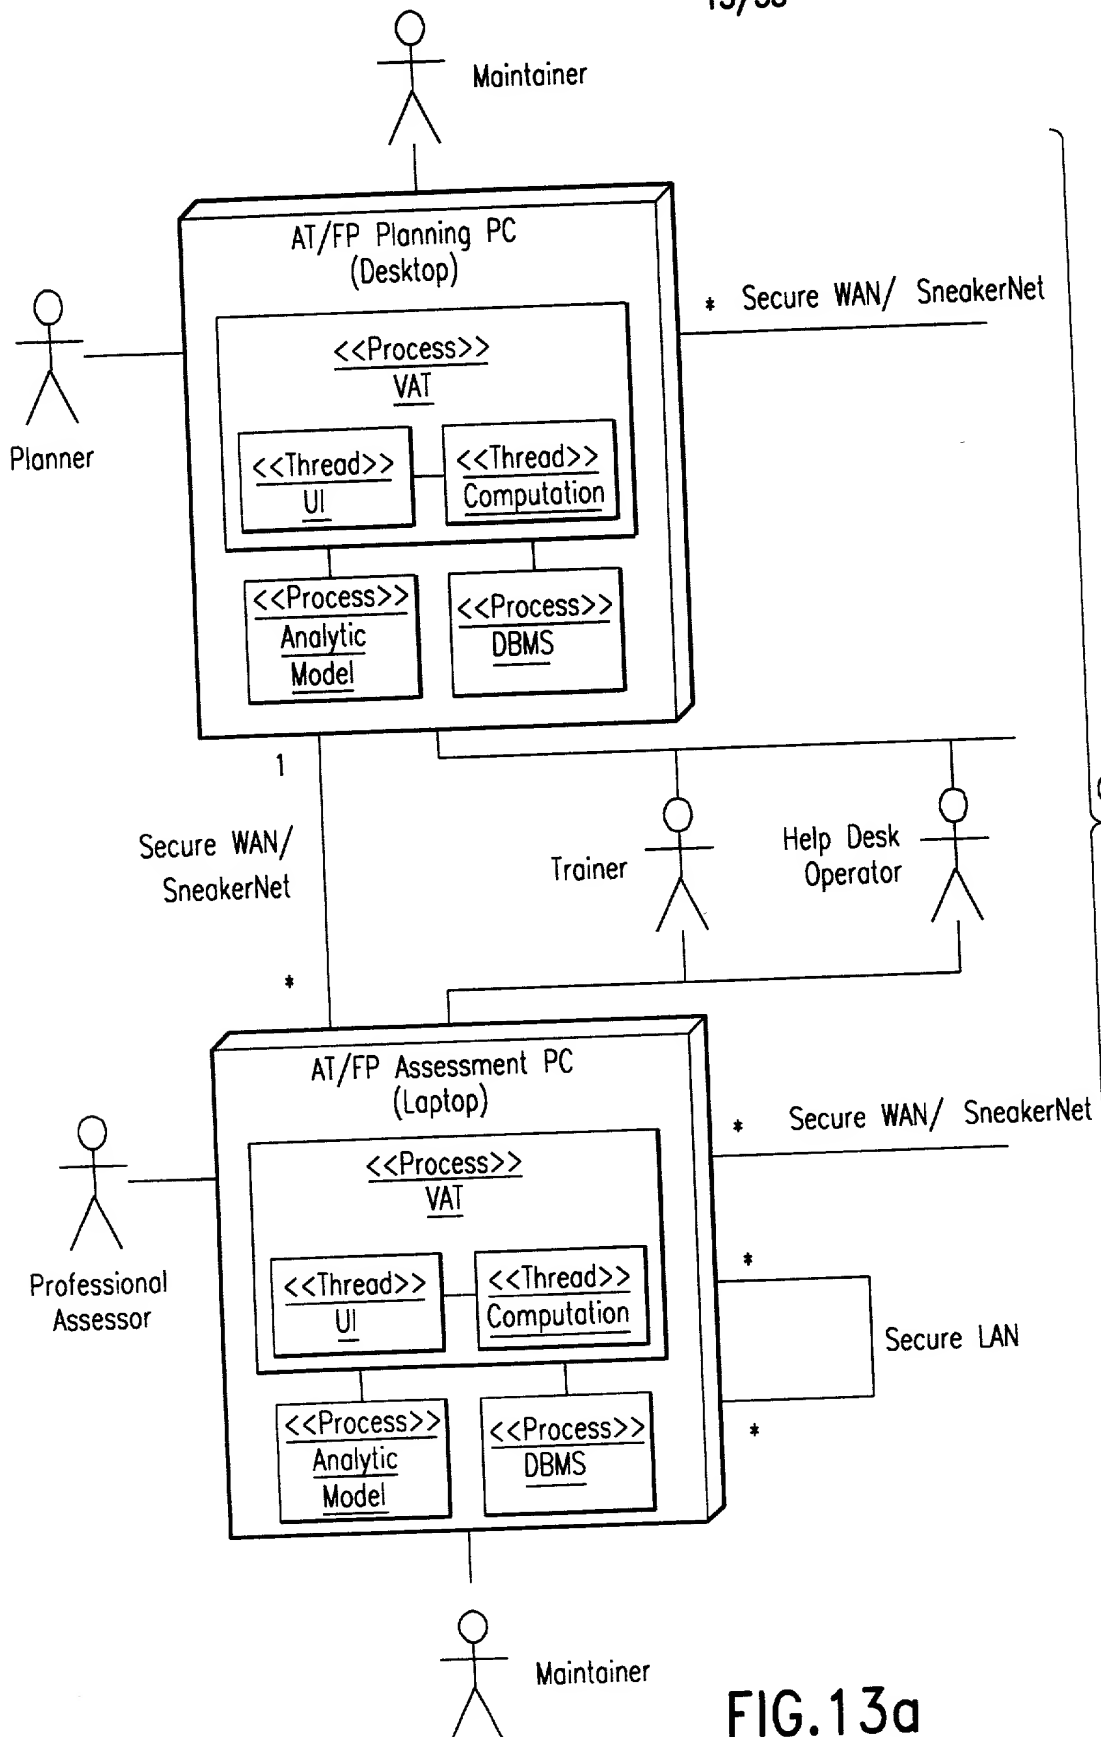 Maintainer
AT/FP Planning PC
(Desktop)
* Secure WAN/ SneakerNet
<<Process>>
VAT
Planner
<<Thread>>
UI
<<Thread>>
Computation
<<Process>>
Analytic
Model
<<Process>>
DBMS
1
Secure WAN/
SneakerNet
*
Trainer
Help Desk
Operator
AT/FP Assessment PC
(Laptop)
* Secure WAN/ SneakerNet
<<Process>>
VAT
Professional
Assessor
<<Thread>>
UI
<<Thread>>
Computation
*
Secure LAN
*
<<Process>>
Analytic
Model
<<Process>>
DBMS
Maintainer
FIG.13a